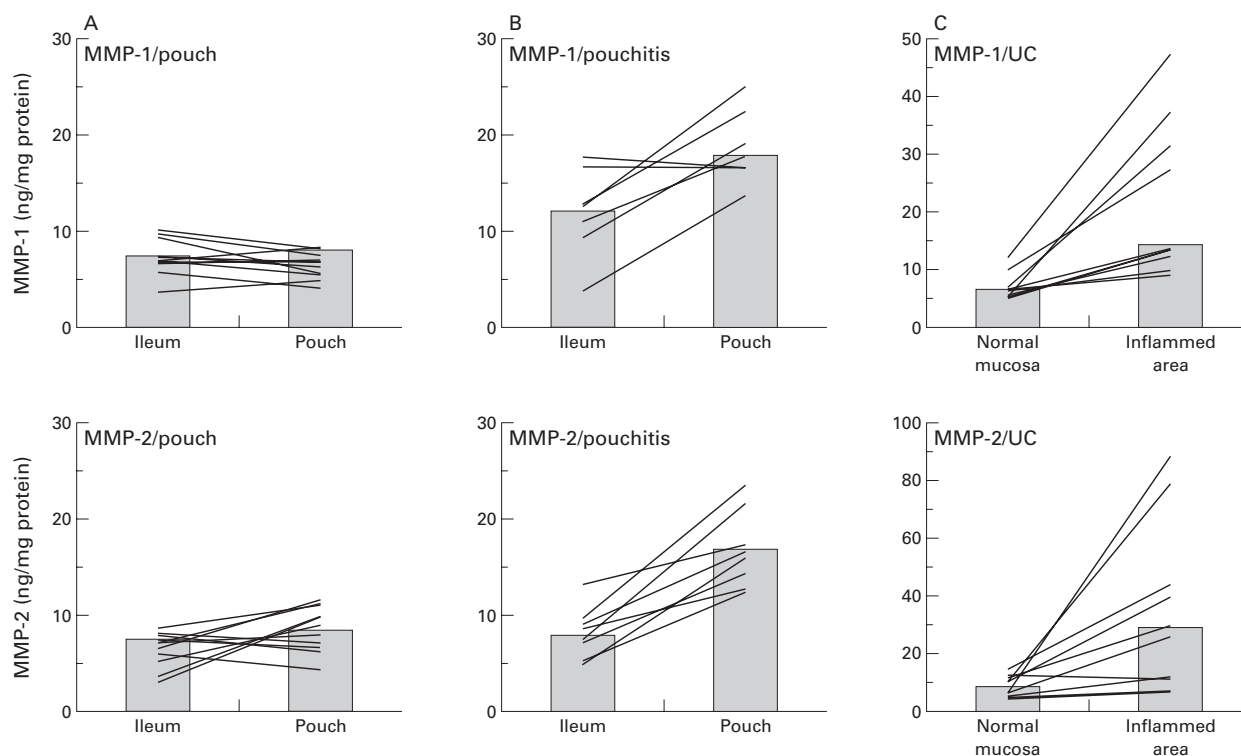 A
MMP-1/pouch
MMP-1 (ng/mg protein)
30
20
10
0
Ileum
Pouch
B
MMP-1/pouchitis
30
20
10
0
Ileum
Pouch
C
MMP-1/UC
50
40
30
20
10
0
Normal
mucosa
Inflammed
area
MMP-2/pouch
MMP-2 (ng/mg protein)
30
20
10
0
Ileum
Pouch
MMP-2/pouchitis
30
20
10
0
Ileum
Pouch
MMP-2/UC
100
80
60
40
20
0
Normal
mucosa
Inflammed
area